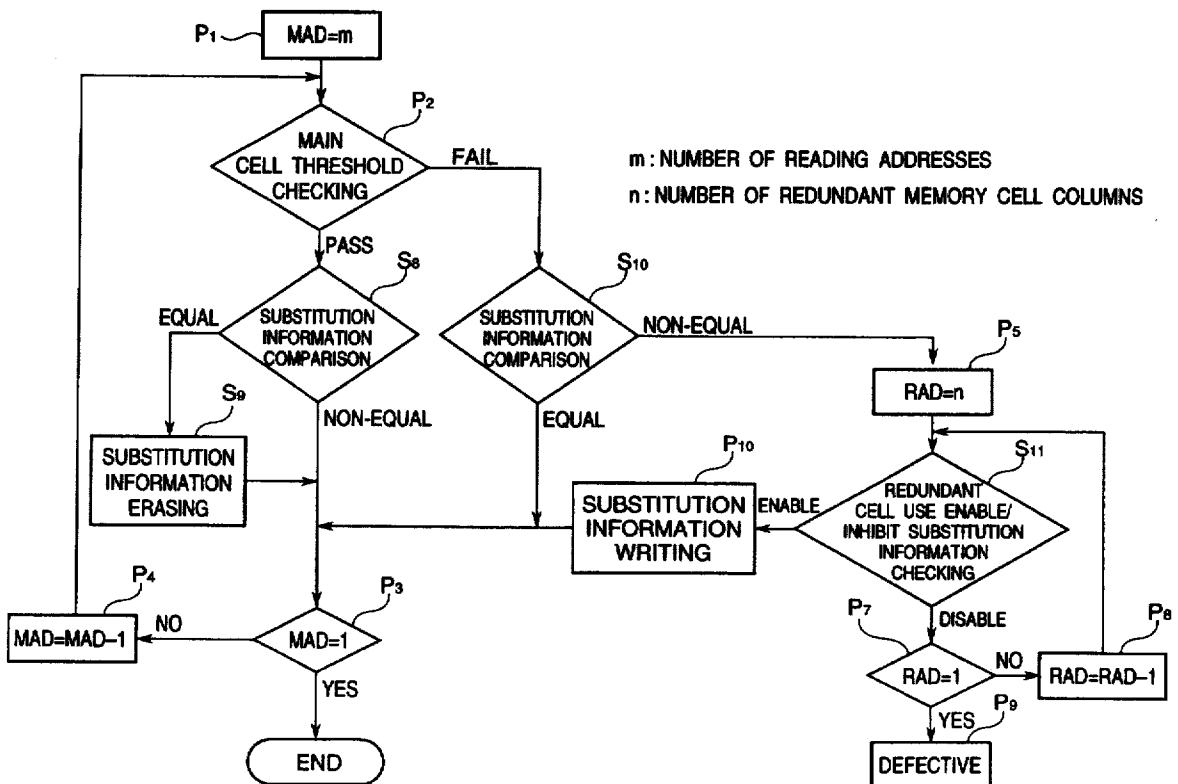 P1
MAD=m
P2
MAIN
CELL THRESHOLD
CHECKING
FAIL
m : NUMBER OF READING ADDRESSES
n : NUMBER OF REDUNDANT MEMORY CELL COLUMNS
PASS
S8
EQUAL
SUBSTITUTION
INFORMATION
COMPARISON
NON-EQUAL
S10
SUBSTITUTION
INFORMATION
COMPARISON
NON-EQUAL
EQUAL
P5
RAD=n
S9
SUBSTITUTION
INFORMATION
ERASING
P10
SUBSTITUTION
INFORMATION
WRITING
ENABLE
S11
REDUNDANT
CELL USE ENABLE/
INHIBIT SUBSTITUTION
INFORMATION
CHECKING
DISABLE
P4
MAD=MAD-1
NO
P3
MAD=1
YES
END
P7
RAD=1
NO
P8
RAD=RAD-1
YES
P9
DEFECTIVE